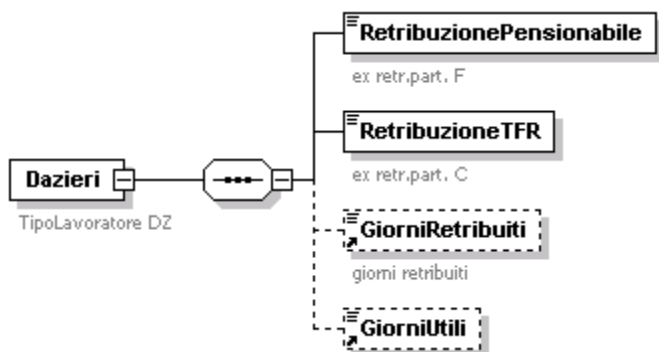 RetribuzionePensionabile
ex retr.part. F
RetribuzioneTFR
ex retr.part. C
Dazieri
TipoLavoratore DZ
GiorniRetribuiti
giorni retribuiti
GiorniUtili